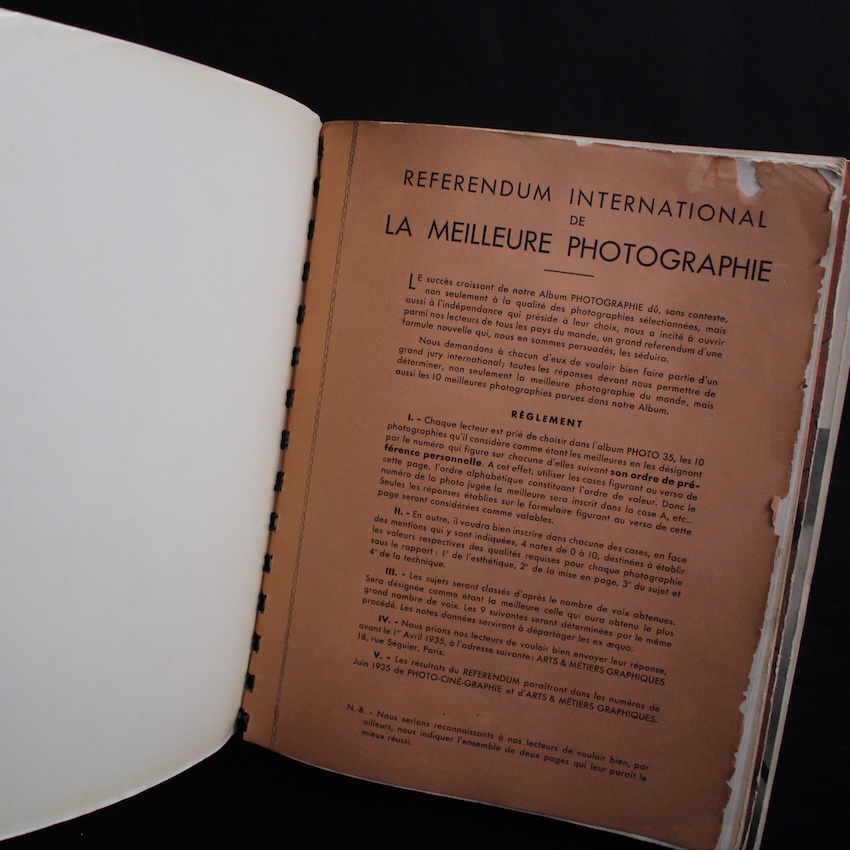 REFERENDUM INTERNATIONAL
DE
LA MEILLEURE PHOTOGRAPHIE
LE succès croissant de notre Album PHOTOGRAPHIE dû, sans conteste,
non seulement à la qualité des photographies sélectionnées, mais
aussi à l'indépendance qui préside à leur choix, nous a incité à ouvrir
parmi nos lecteurs de tous les pays du monde, un grand referendum d'une
formule nouvelle qui, nous en sommes persuadés, les séduira.
Nous demandons à chacun d'eux de vouloir bien faire partie d'un
grand jury international ; toutes les réponses devant nous permettre de
déterminer, non seulement la meilleure photographie du monde, mais
aussi les 10 meilleures photographies parues dans notre Album.
RÈGLEMENT
I. - Chaque lecteur est prié de choisir dans l'album PHOTO 35, les 10
photographies qu'il considère comme étant les meilleures en les désignant
par le numéro qui figure sur chacune d'elles suivant son ordre de pré-
férence personnelle. A cet effet, utiliser les cases figurant au verso de
cette page, l'ordre alphabétique constituant l'ordre de valeur. Donc le
numéro de la photo jugée la meilleure sera inscrit dans la case A, etc...
Seules les réponses établies sur le formulaire figurant au verso de cette
page seront considérées comme valables.
II. - En outre, il voudra bien inscrire dans chacune des cases, en face
des mentions qui y sont indiquées, 4 notes de 0 à 10, destinées à établir
les valeurs respectives des qualités requises pour chaque photographie
sous le rapport : 1° de l'esthétique, 2° de la mise en page, 3° du sujet et
4° de la technique.
III. - Les sujets seront classés d'après le nombre de voix obtenues.
Sera désignée comme étant la meilleure celle qui aura obtenu le plus
grand nombre de voix. Les 9 suivantes seront déterminées par le même
procédé. Les notes données serviront à départager les ex æquo.
IV. - Nous prions nos lecteurs de vouloir bien envoyer leur réponse,
avant le 1er Avril 1935, à l'adresse suivante : ARTS & MÉTIERS GRAPHIQUES
18, rue Séguier, Paris.
V. - Les résultats du REFERENDUM paraîtront dans les numéros de
Juin 1935 de PHOTO-CINÉ-GRAPHIE et d'ARTS & MÉTIERS GRAPHIQUES.
N.-B. - Nous serions reconnaissants à nos lecteurs de vouloir bien, par
ailleurs, nous indiquer l'ensemble de deux pages qui leur paraît le
mieux réussi.